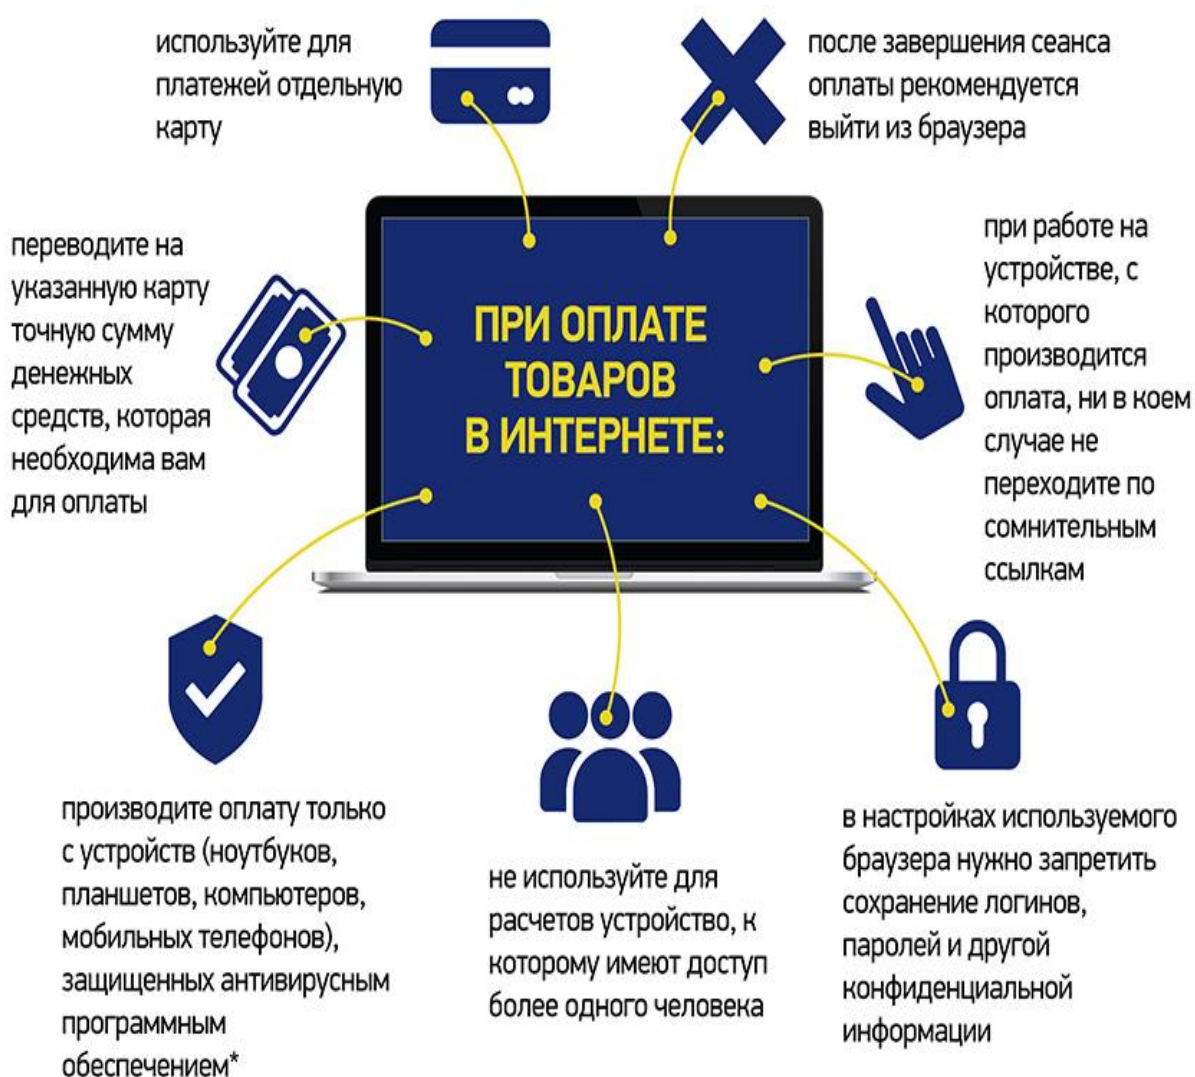 используйте для
платежей отдельную
карту
после завершения сеанса
оплаты рекомендуется
выйти из браузера
переводите на
указанную карту
точную сумму
денежных
средств, которая
необходима вам
для оплаты
ПРИ ОПЛАТЕ
ТОВАРОВ
В ИНТЕРНЕТЕ:
при работе на
устройстве, с
которого
производится
оплата, ни в коем
случае не
переходите по
сомнительным
ссылкам
производите оплату только
с устройств (ноутбуков,
планшетов, компьютеров,
мобильных телефонов),
защищенных антивирусным
программным
обеспечением*
не используйте для
расчетов устройство, к
которому имеют доступ
более одного человека
в настройках используемого
браузера нужно запретить
сохранение логинов,
паролей и другой
конфиденциальной
информации